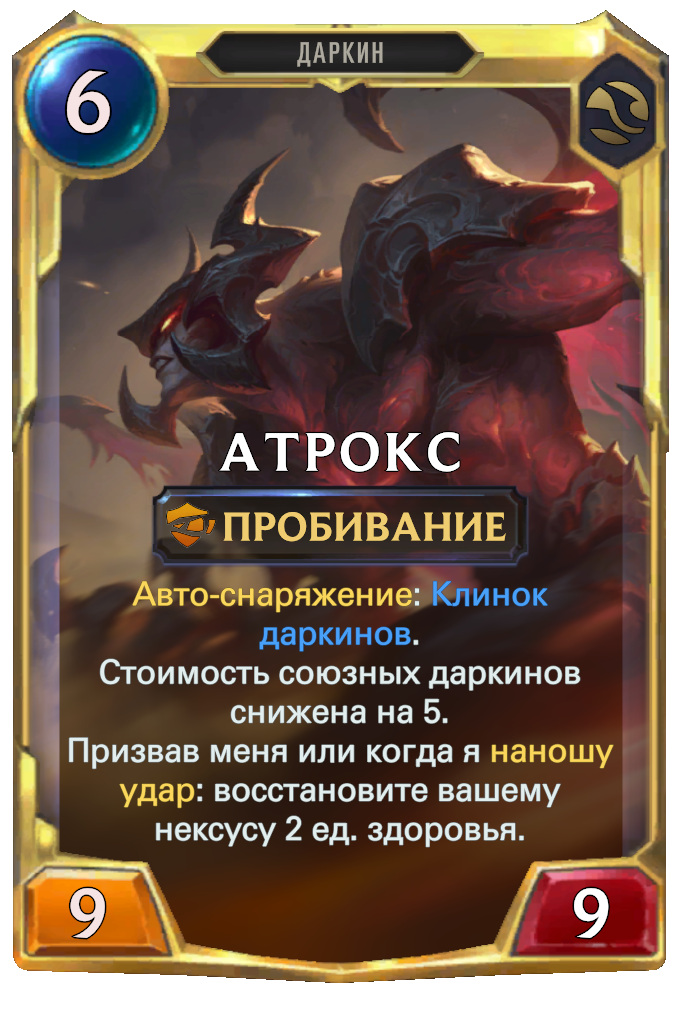 ДАРКИН
6
АТРОКС
ПРОБИВАНИЕ
Авто-снаряжение: Клинок
даркинов.
Стоимость союзных даркинов
снижена на 5.
Призвав меня или когда я наношу
удар: восстановите вашему
нексусу 2 ед. здоровья.
9
9